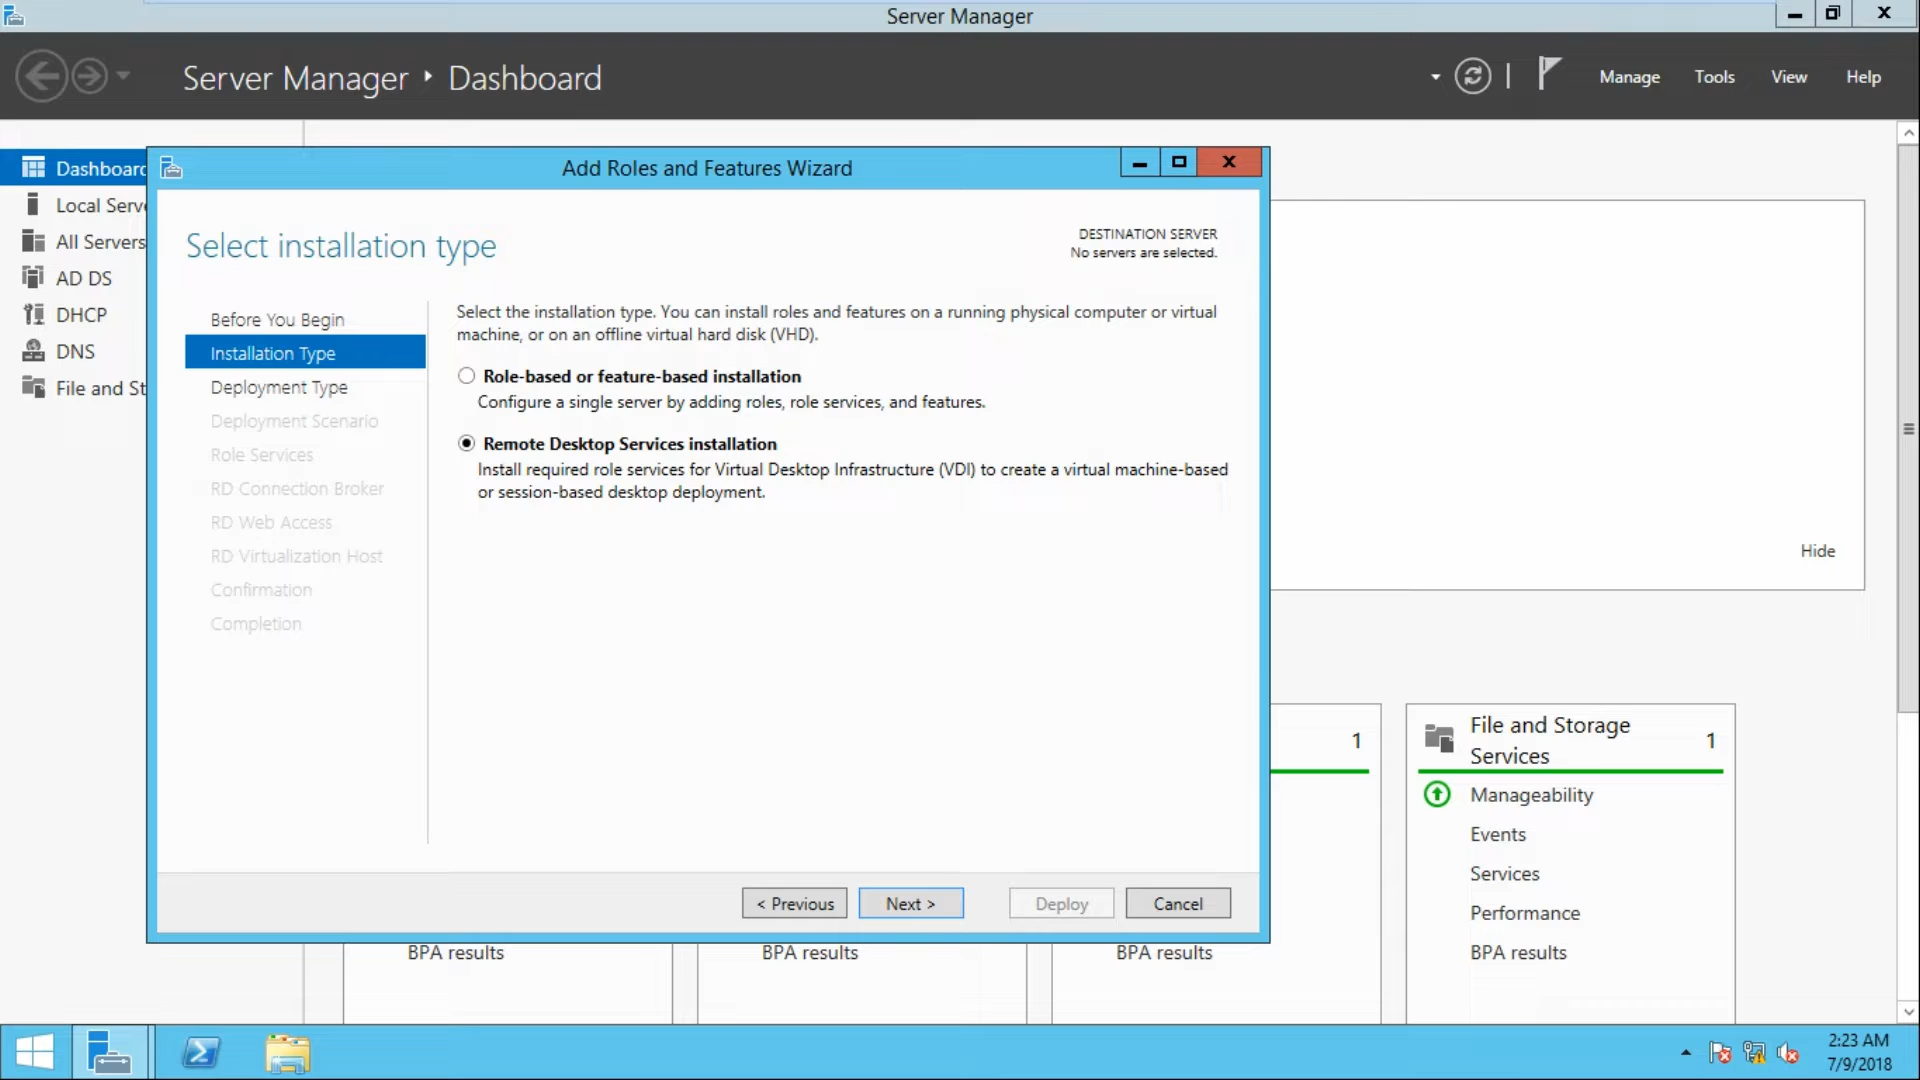 Server Manager
Server Manager
Dashboard
Manage
Tools
View
Help
Dashboard
Local Serve
All Servers
AD DS
DHCP
DNS
File and St
Add Roles and Features Wizard
Select installation type
DESTINATION SERVER
No servers are selected.
Before You Begin
Installation Type
Deployment Type
Deployment Scenario
Role Services
RD Connection Broker
RD Web Access
RD Virtualization Host
Confirmation
Completion
Select the installation type. You can install roles and features on a running physical computer or virtual
machine, or on an offline virtual hard disk (VHD).
Role-based or feature-based installation
Configure a single server by adding roles, role services, and features.
Remote Desktop Services installation
Install required role services for Virtual Desktop Infrastructure (VDI) to create a virtual machine-based
or session-based desktop deployment.
< Previous
Next >
Deploy
Cancel
Hide
1
File and Storage
Services
1
Manageability
Events
Services
Performance
BPA results
BPA results
BPA results
BPA results
2:23 AM
7/9/2018